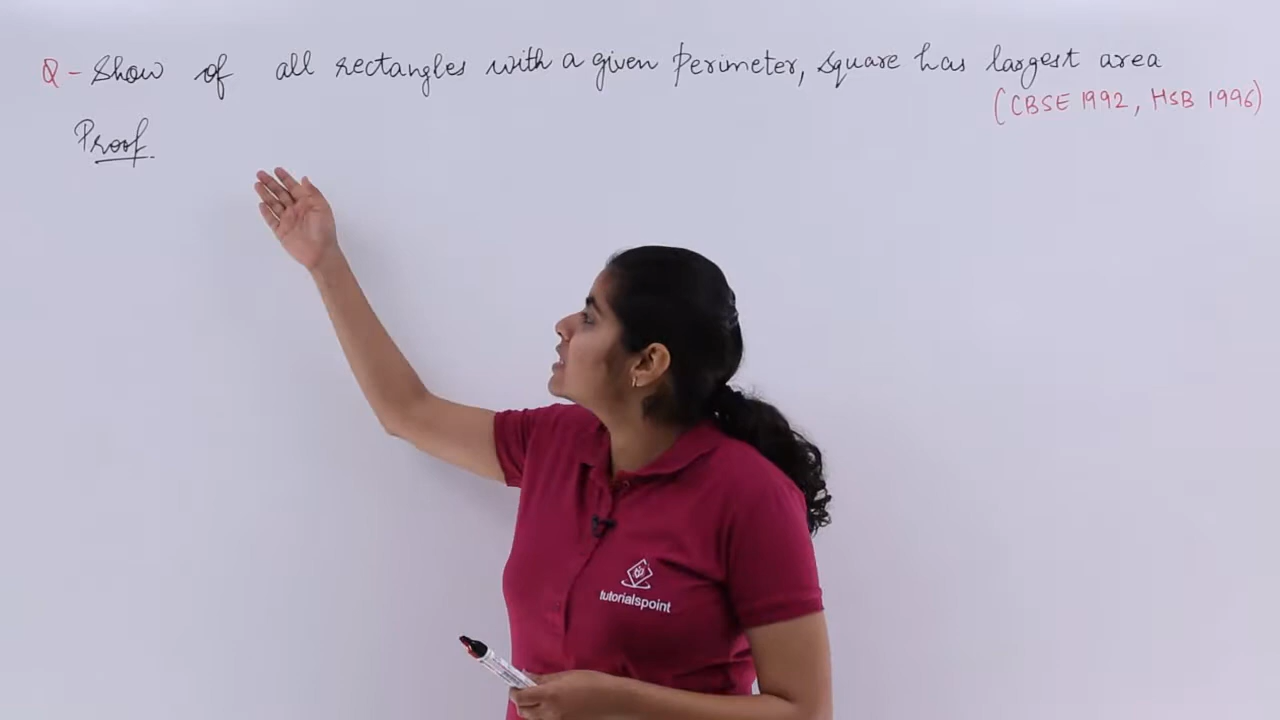 Q - Show of all rectangles with a given perimeter, square has largest area
(CBSE 1992, HSB 1996)
Proof.
tutorialspoint